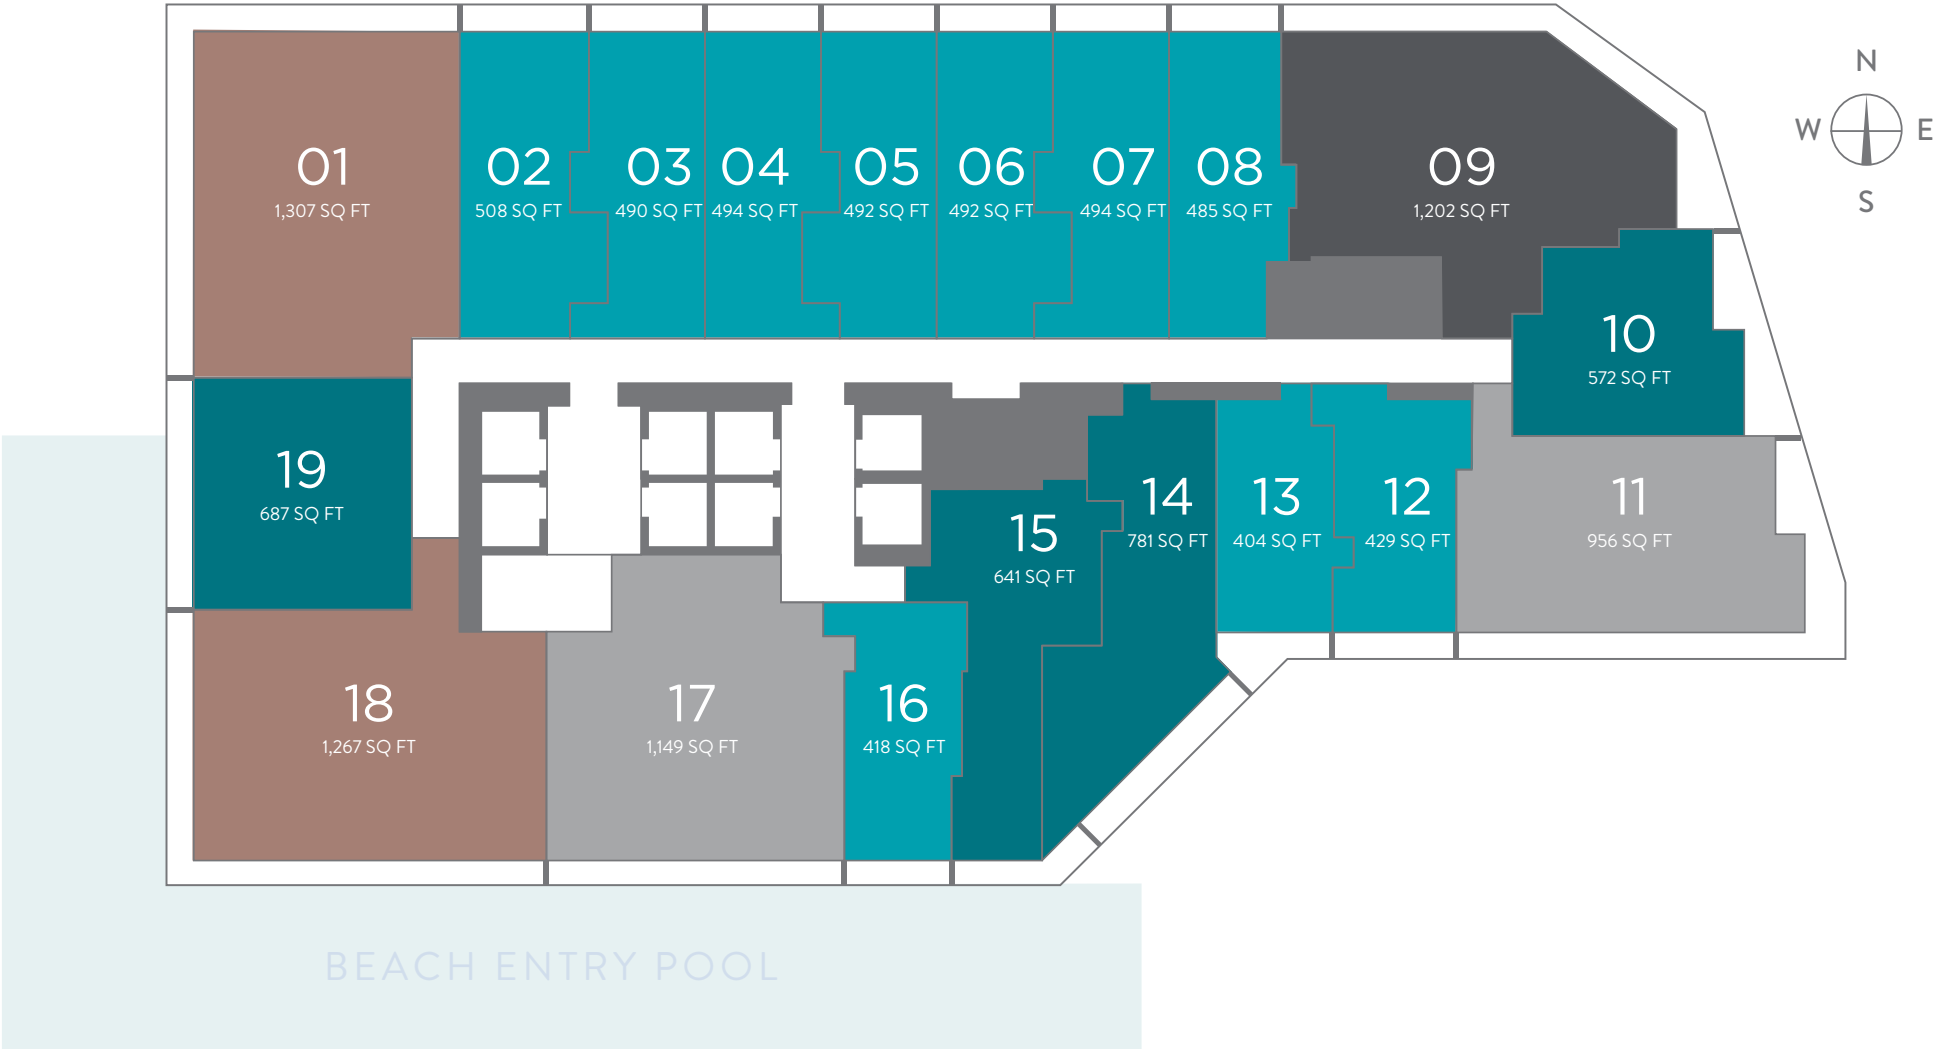 N
W E
S
01
1,307 SQ FT
02
508 SQ FT
03
490 SQ FT
04
494 SQ FT
05
492 SQ FT
06
492 SQ FT
07
494 SQ FT
08
485 SQ FT
09
1,202 SQ FT
10
572 SQ FT
19
687 SQ FT
15
641 SQ FT
14
781 SQ FT
13
404 SQ FT
12
429 SQ FT
11
956 SQ FT
18
1,267 SQ FT
17
1,149 SQ FT
16
418 SQ FT
BEACH ENTRY POOL